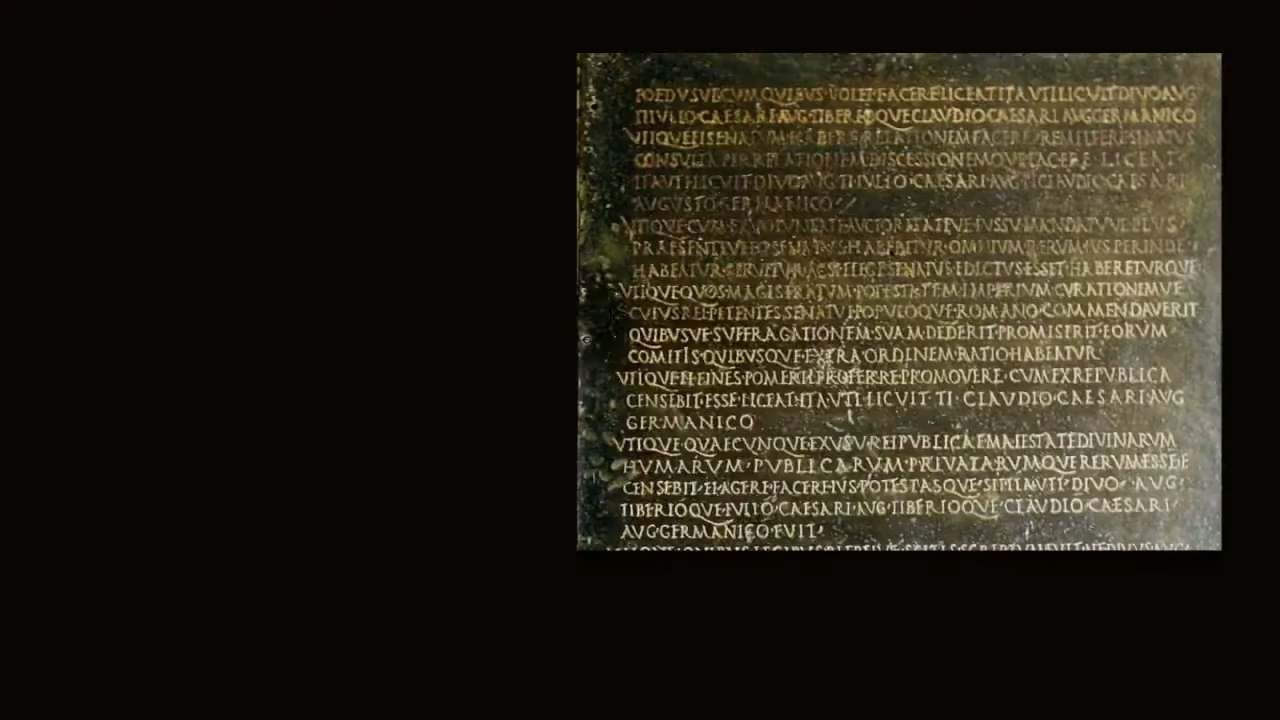 FOEDVSVE CVM QVIBVS VOLET FACERE LICEAT ITA VTI LICVIT DIVO AVG
TI IVLIO CAESARI AVG TIBERIOQVE CLAVDIO CAESARI AVG GERMANICO
VTIQVE EI SENATVM HABERE RELATIONEM FACERE REMITTERE SENATVS
CONSVLTA PER RELATIONEM DISCESSIONEMQVE FACERE LICEAT
ITA VTI LICVIT DIVO AVG TI IVLIO CAESARI AVG TI CLAVDIO CAESARI
AVGVSTO GERMANICO
VTIQVE CVM EX VOLVNTATE AVCTORITATEVE IVSSV MANDATVVE EIVS
PRAESENTEVE EO SENATVS HABEBITVR OMNIVM RERVM IVS PERINDE
HABEATVR SERVETVR AC SI E LEGE SENATVS EDICTVS ESSET HABERETVRQVE
VTIQVE QVOS MAGISTRATVM POTESTATEM IMPERIVM CVRATIONEMVE
CVIVS REI PETENTES SENATVI POPVLOQVE ROMANO COMMENDAVERIT
QVIBVSVE SVFFRAGATIONEM SVAM DEDERIT PROMISERIT EORVM
COMITIS QVIBVSQVE EXTRA ORDINEM RATIO HABEATVR
VTIQVE EI FINES POMERII PROFERRE PROMOVERE CVM EX REPVBLICA
CENSEBIT ESSE LICEAT ITA VTI LICVIT TI CLAVDIO CAESARI AVG
GERMANICO
VTIQVE QVAECVNQVE EX VSV REIPVBLICAE MAIESTATE DIVINARVM
HVMARVM PVBLICARVM PRIVATARVMQVE RERVM ESSE E
CENSEBIT EI AGERE FACERE IVS POTESTASQVE SIT ITA VTI DIVO AVG
TIBERIOQVE IVLIO CAESARI AVG TIBERIOQVE CLAVDIO CAESARI
AVG GERMANICO FVIT